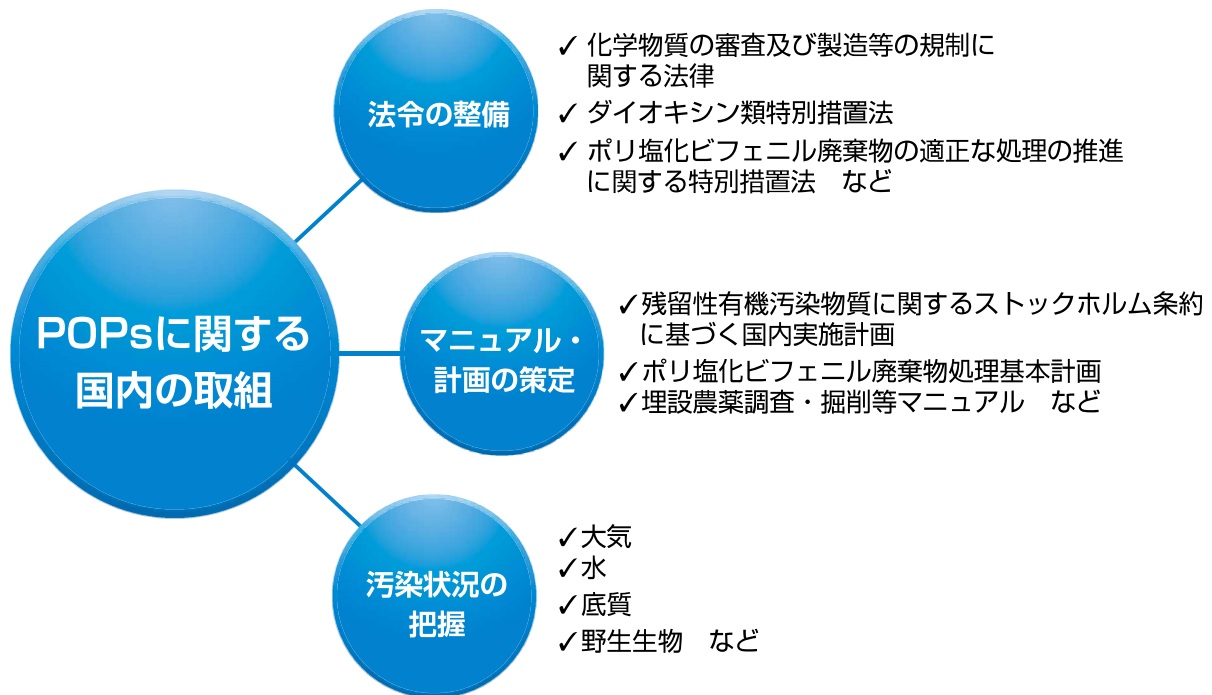 POPsに関する
国内の取組
法令の整備
✓ 化学物質の審査及び製造等の規制に
関する法律
✓ ダイオキシン類特別措置法
✓ ポリ塩化ビフェニル廃棄物の適正な処理の推進
に関する特別措置法　など
マニュアル・
計画の策定
✓残留性有機汚染物質に関するストックホルム条約
に基づく国内実施計画
✓ポリ塩化ビフェニル廃棄物処理基本計画
✓埋設農薬調査・掘削等マニュアル　など
汚染状況の
把握
✓大気
✓水
✓底質
✓野生生物　など